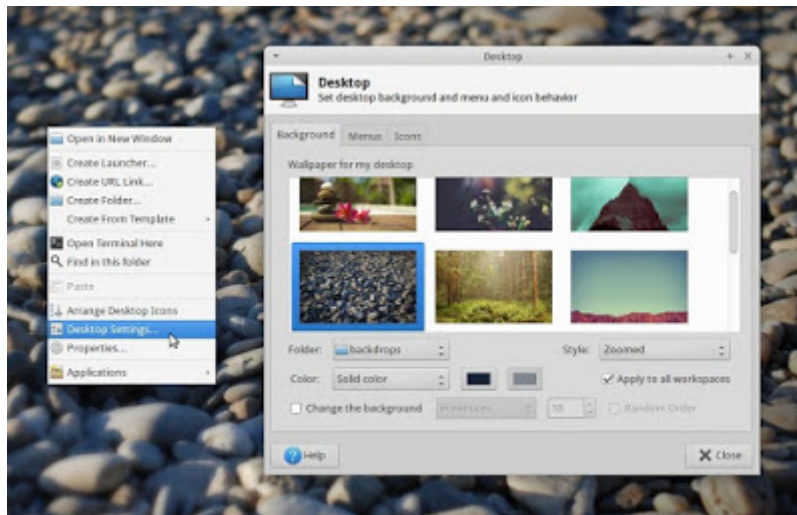 Desktop
Desktop
Set desktop background and menu and icon behavior
Background Menus Icons
Wallpaper for my desktop
Folder: backdrops Style: Zoomed
Color: Solid color Apply to all workspaces
Change the background in minutes 10 Random Order
Help Close
Open in New Window
Create Launcher...
Create URL Link...
Create Folder...
Create From Template
Open Terminal Here
Find in this folder
Paste
Arrange Desktop Icons
Desktop Settings...
Properties...
Applications